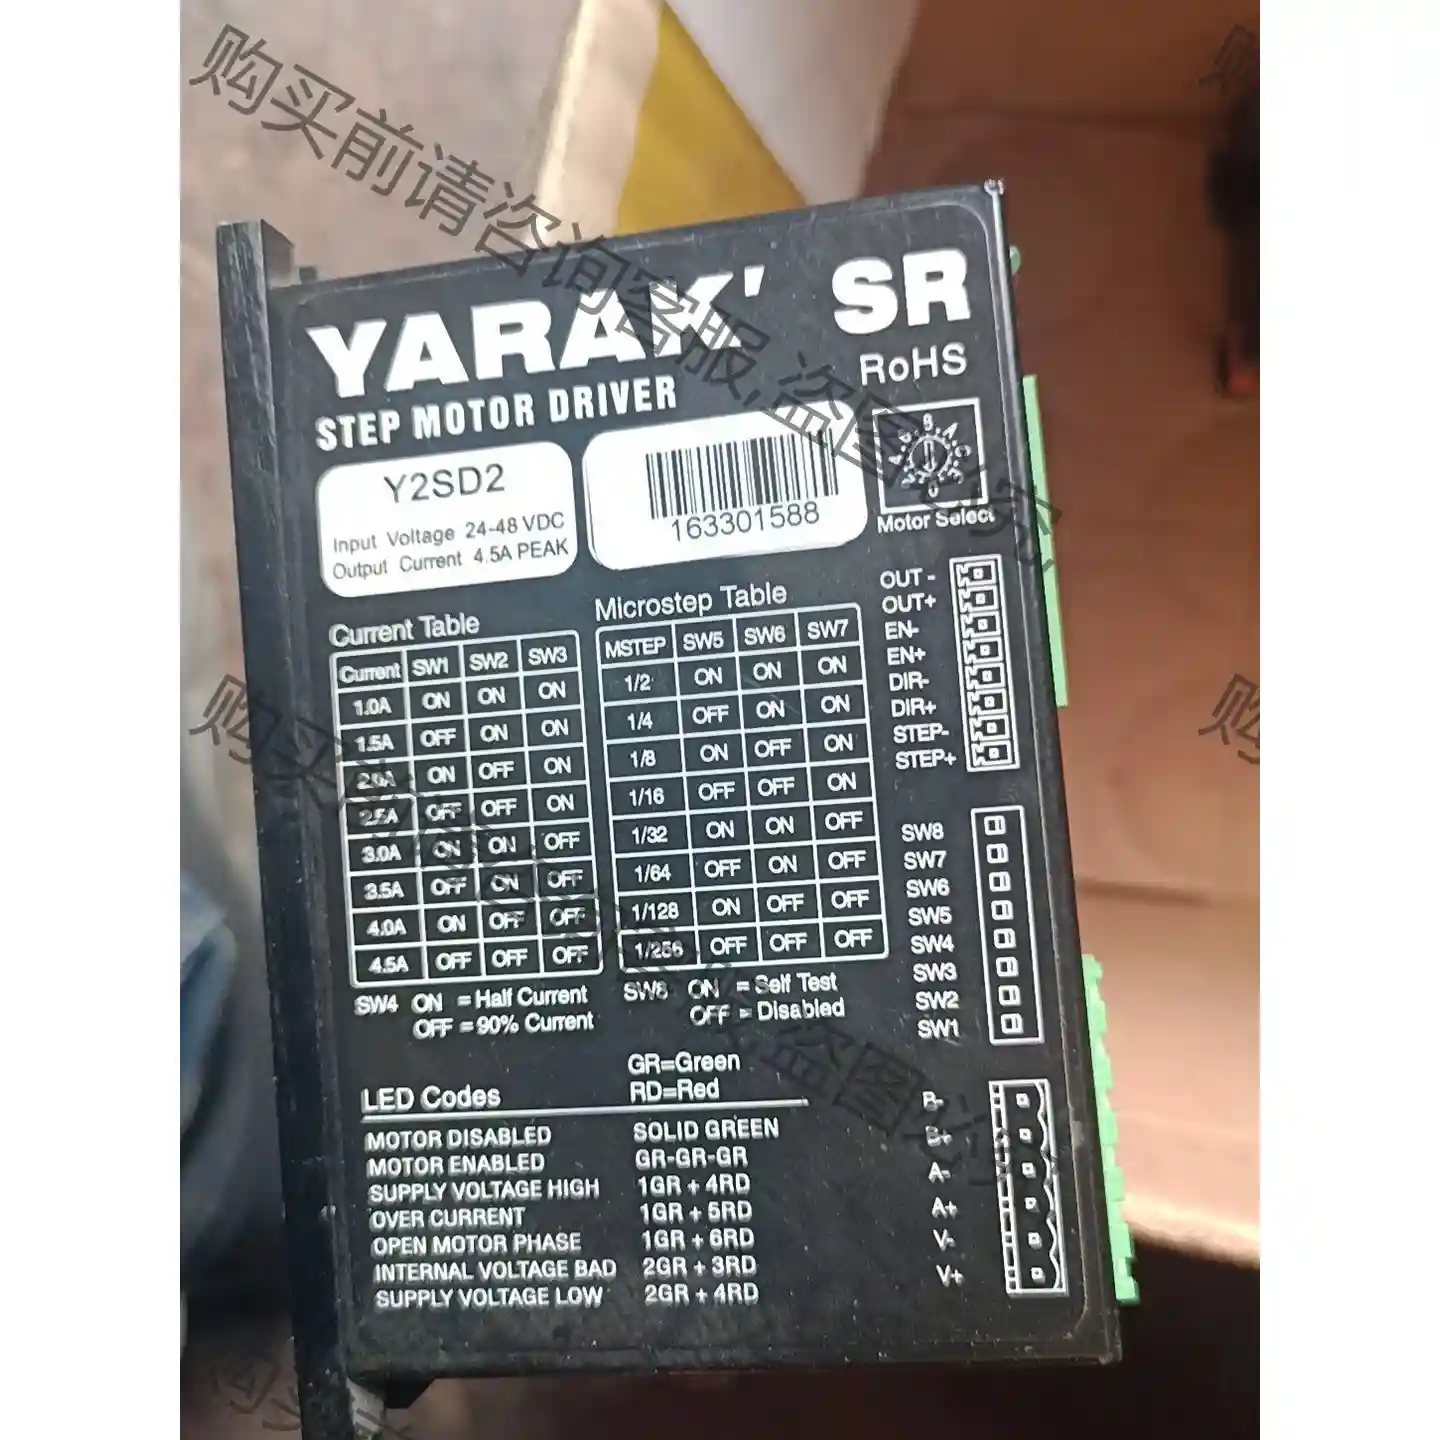 购买前请咨询客服,盗图必究
YARAK' SR
STEP MOTOR DRIVER
RoHS
Y2SD2
Input Voltage 24-48 VDC
Output Current 4.5A PEAK
163301588
Motor Select
Current Table
Current SW1 SW2 SW3
1.0A ON ON ON
1.5A OFF ON ON
2.0A ON OFF ON
2.5A OFF OFF ON
3.0A ON ON OFF
3.5A OFF ON OFF
4.0A ON OFF OFF
4.5A OFF OFF OFF
SW4 ON = Half Current
OFF = 90% Current
Microstep Table
MSTEP SW5 SW6 SW7
1/2 ON ON ON
1/4 OFF ON ON
1/8 ON OFF ON
1/16 OFF OFF ON
1/32 ON ON OFF
1/64 OFF ON OFF
1/128 ON OFF OFF
1/256 OFF OFF OFF
SW8 ON = Self Test
OFF = Disabled
OUT -
OUT+
EN-
EN+
DIR-
DIR+
STEP-
STEP+
SW8
SW7
SW6
SW5
SW4
SW3
SW2
SW1
B-
B+
A-
A+
V-
V+
GR=Green
LED Codes RD=Red
MOTOR DISABLED SOLID GREEN
MOTOR ENABLED GR-GR-GR
SUPPLY VOLTAGE HIGH 1GR + 4RD
OVER CURRENT 1GR + 5RD
OPEN MOTOR PHASE 1GR + 6RD
INTERNAL VOLTAGE BAD 2GR + 3RD
SUPPLY VOLTAGE LOW 2GR + 4RD